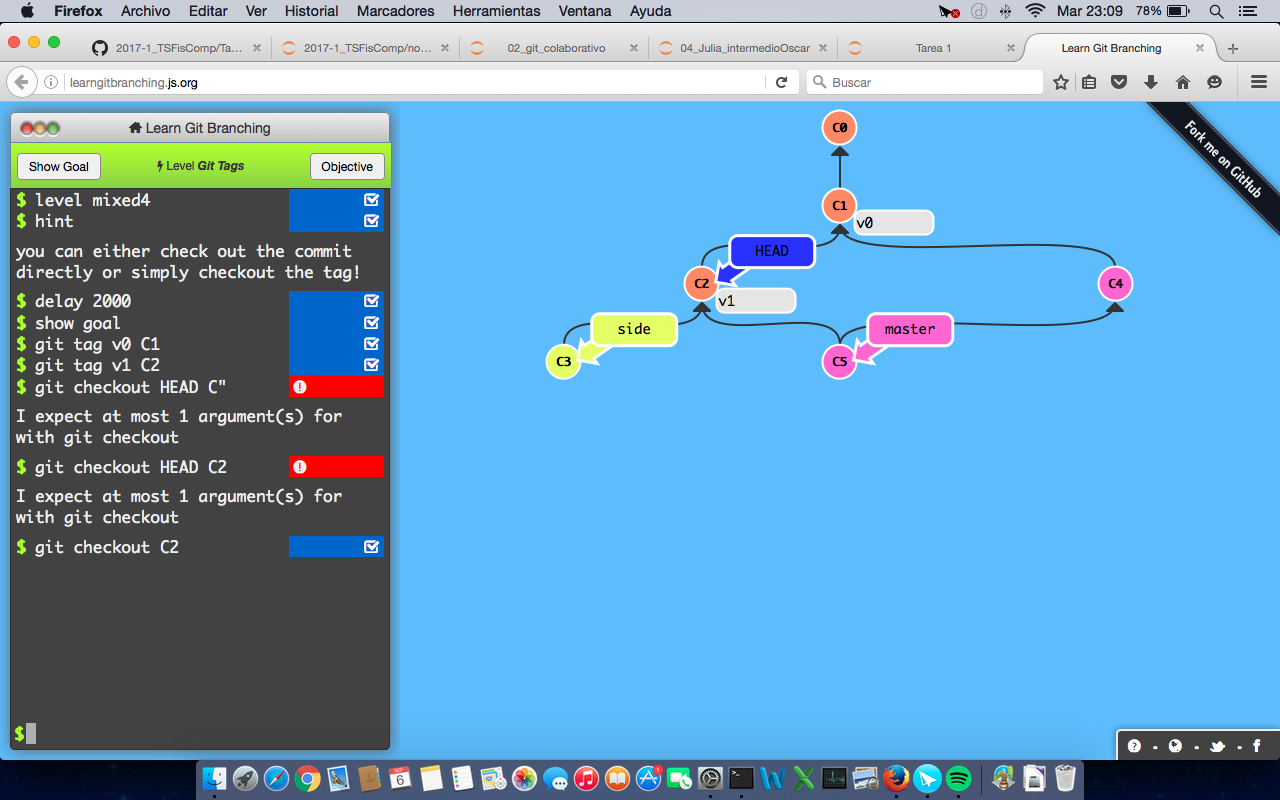 Firefox Archivo Editar Ver Historial Marcadores Herramientas Ventana Ayuda Mar 23:09 78%
2017-1_TSFisComp/Ta... 2017-1_TSFisComp/no... 02_git_colaborativo 04_Julia_intermedioOscar Tarea 1 Learn Git Branching
learngitbranching.js.org Buscar
Learn Git Branching
Show Goal Level Git Tags Objective
$ level mixed4
$ hint
you can either check out the commit
directly or simply checkout the tag!
$ delay 2000
$ show goal
$ git tag v0 C1
$ git tag v1 C2
$ git checkout HEAD C"
I expect at most 1 argument(s) for
with git checkout
$ git checkout HEAD C2
I expect at most 1 argument(s) for
with git checkout
$ git checkout C2
$
C0
C1
v0
HEAD
C2
v1
C4
side
master
C3
C5
Fork me on GitHub
6